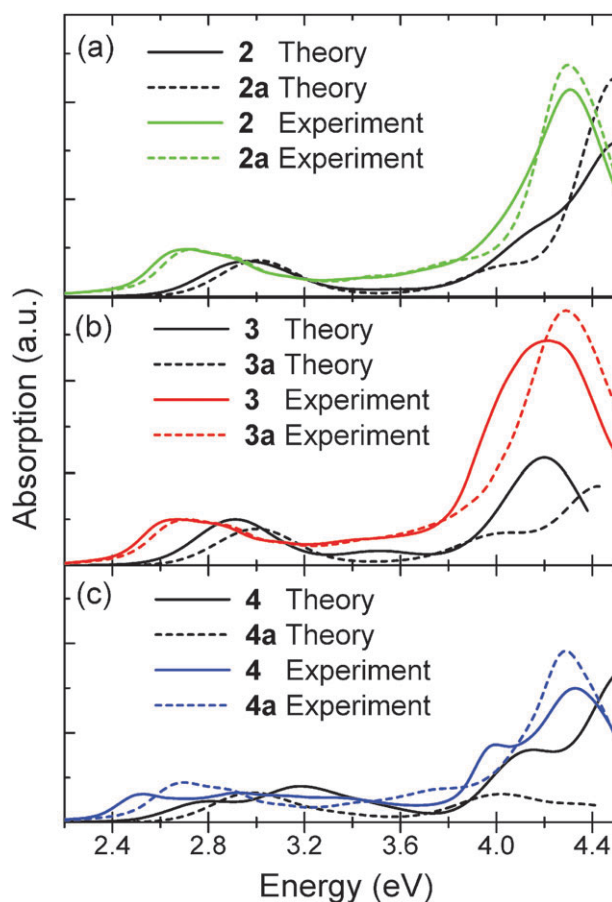 (a)
2 Theory
2a Theory
2 Experiment
2a Experiment
(b)
3 Theory
3a Theory
3 Experiment
3a Experiment
(c)
4 Theory
4a Theory
4 Experiment
4a Experiment
Absorption (a.u.)
2.4 2.8 3.2 3.6 4.0 4.4
Energy (eV)